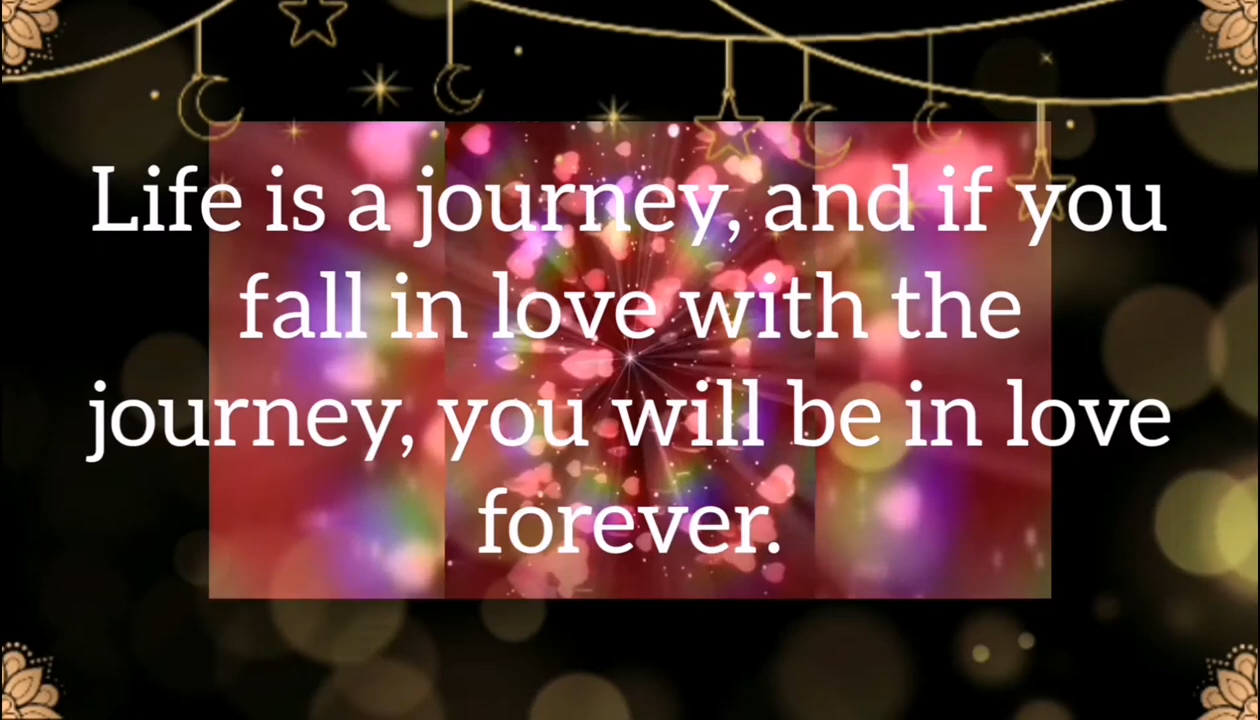 Life is a journey, and if you
fall in love with the
journey, you will be in love
forever.